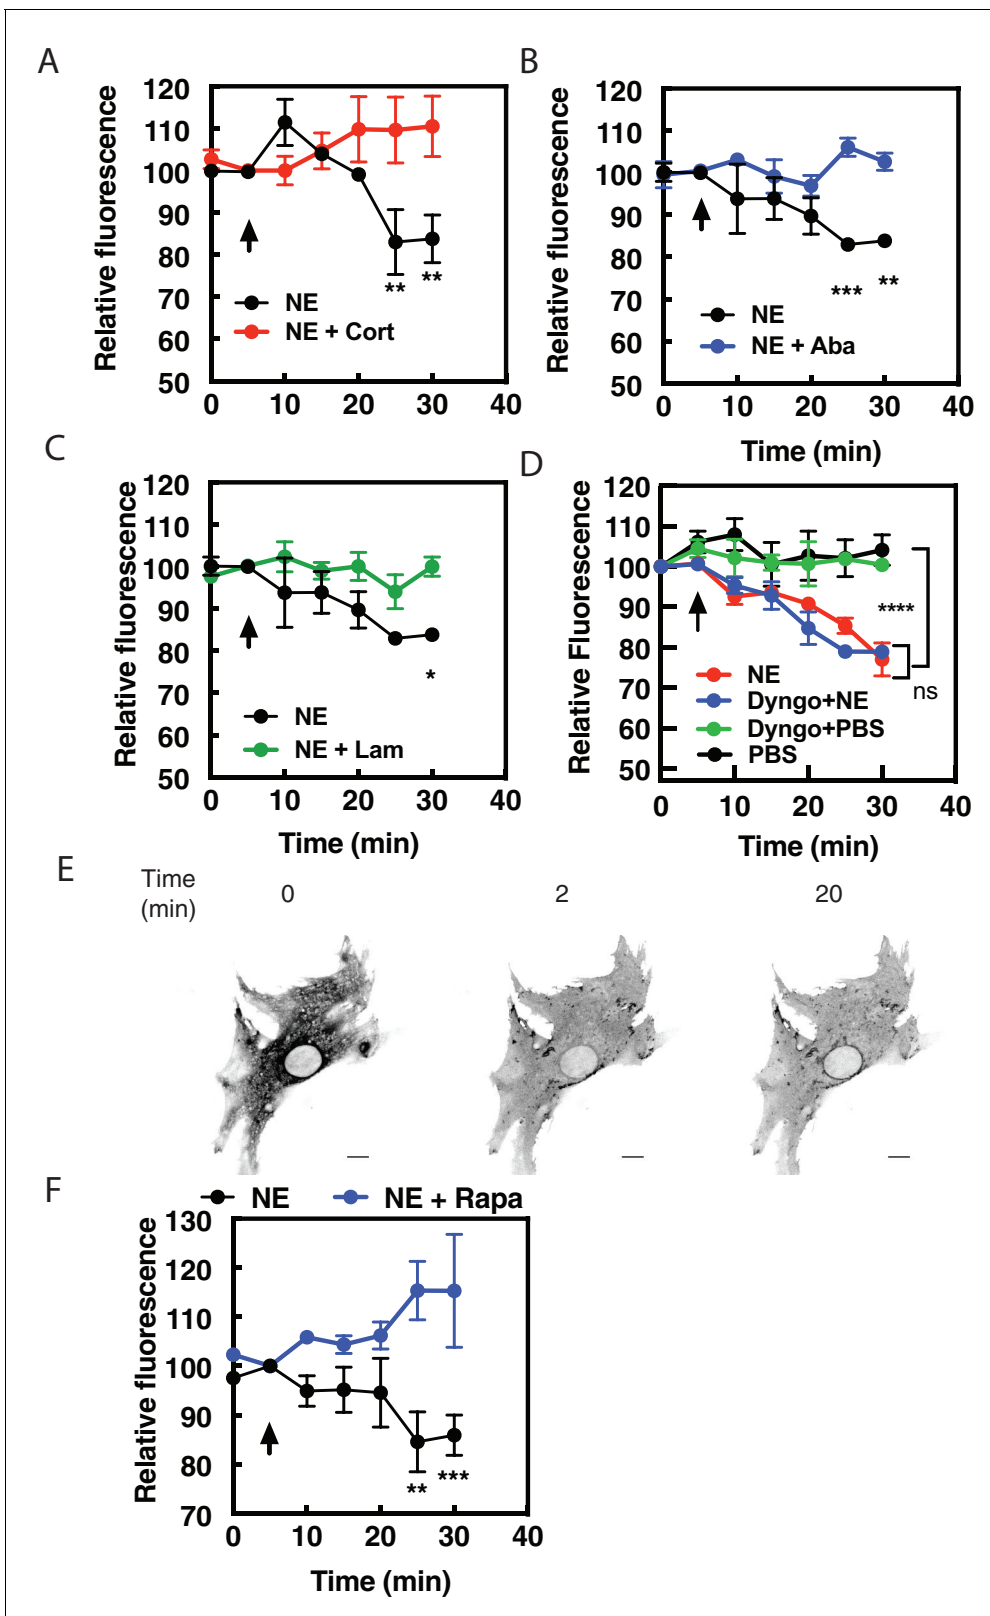 A
Relative fluorescence
120
110
100
90
80
70
60
50
0 10 20 30 40
NE
NE + Cort
** **
B
Relative fluorescence
120
110
100
90
80
70
60
50
0 10 20 30 40
Time (min)
NE
NE + Aba
*** **
C
Relative fluorescence
120
110
100
90
80
70
60
50
0 10 20 30 40
Time (min)
NE
NE + Lam
*
D
Relative Fluorescence
120
110
100
90
80
70
60
50
0 10 20 30 40
Time (min)
NE
Dyngo+NE
Dyngo+PBS
PBS
****
ns
E
Time
(min)
0 2 20
F
NE NE + Rapa
Relative fluorescence
130
120
110
100
90
80
70
0 10 20 30 40
Time (min)
** ***